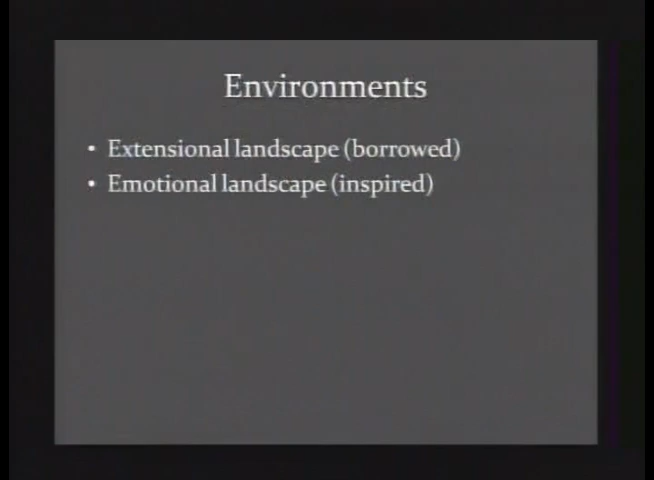 Environments
• Extensional landscape (borrowed)
• Emotional landscape (inspired)